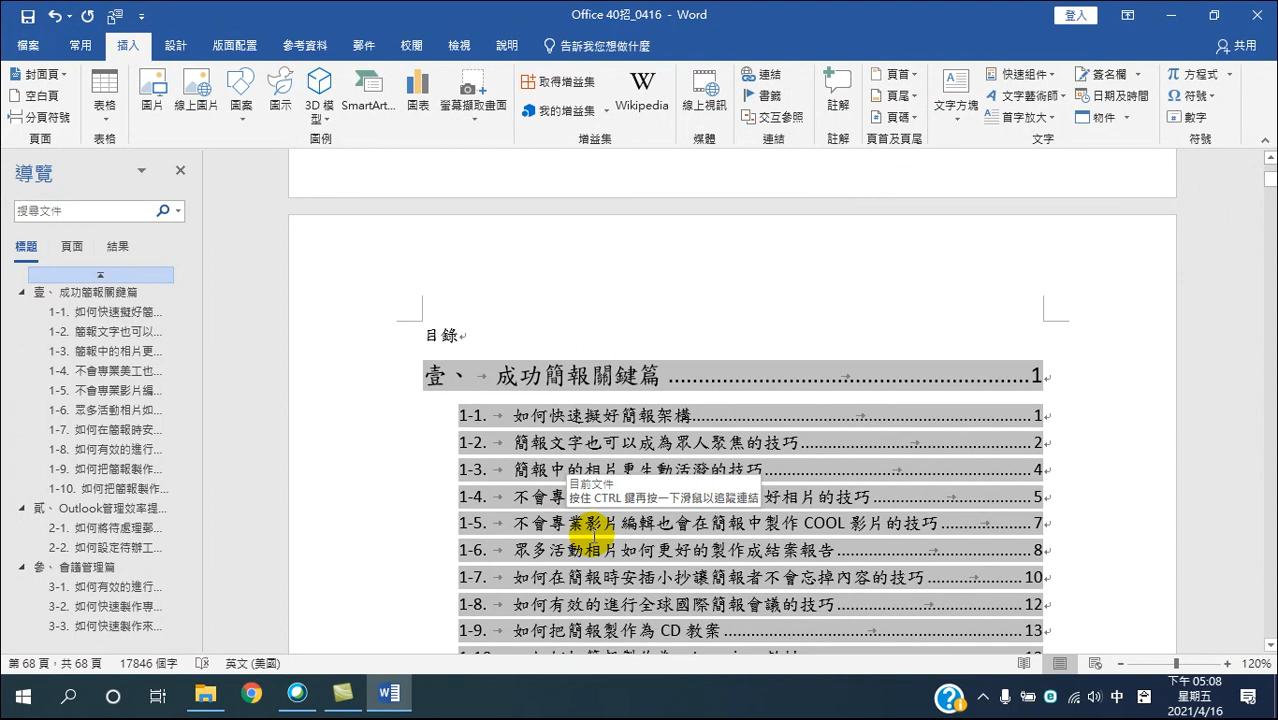 Office 40招_0416 - Word
登入
檔案 常用 插入 設計 版面配置 參考資料 郵件 校閱 檢視 說明 告訴我您想做什麼 共用
封面頁
空白頁
分頁符號
頁面
表格
表格
圖片
線上圖片
圖案
圖示
3D 模型
SmartArt...
圖表
螢幕擷取畫面
圖例
取得增益集
我的增益集
增益集
Wikipedia
線上視訊
媒體
連結
書籤
交互參照
連結
註解
註解
頁首
頁尾
頁碼
頁首及頁尾
文字方塊
快速組件
文字藝術師
首字放大
簽名欄
日期及時間
物件
文字
方程式
符號
數字
符號
導覽
搜尋文件
標題 頁面 結果
壹、 成功簡報關鍵篇
1-1. 如何快速擬好簡...
1-2. 簡報文字也可以...
1-3. 簡報中的相片更...
1-4. 不會專業美工也...
1-5. 不會專業影片編...
1-6. 眾多活動相片如...
1-7. 如何在簡報時安...
1-8. 如何有效的進行...
1-9. 如何把簡報製作...
1-10. 如何把簡報製作...
貳、 Outlook管理效率提...
2-1. 如何將待處理郵...
2-2. 如何設定待辦工...
參、 會議管理篇
3-1. 如何有效的進行...
3-2. 如何快速製作專...
3-3. 如何快速製作來...
目錄
壹、 成功簡報關鍵篇 ........ 1
1-1. 如何快速擬好簡報架構........ 1
1-2. 簡報文字也可以成為眾人聚焦的技巧........ 2
1-3. 簡報中的相片更生動活潑的技巧........ 4
目前文件
按住 CTRL 鍵再按一下滑鼠以追蹤連結
1-4. 不會專 好相片的技巧........ 5
1-5. 不會專業影片編輯也會在簡報中製作 COOL 影片的技巧........ 7
1-6. 眾多活動相片如何更好的製作成結案報告........ 8
1-7. 如何在簡報時安插小抄讓簡報者不會忘掉內容的技巧........ 10
1-8. 如何有效的進行全球國際簡報會議的技巧........ 12
1-9. 如何把簡報製作為 CD 教案........ 13
第 68 頁，共 68 頁 17846 個字 英文 (美國) 120%
中
下午 05:08
星期五
2021/4/16